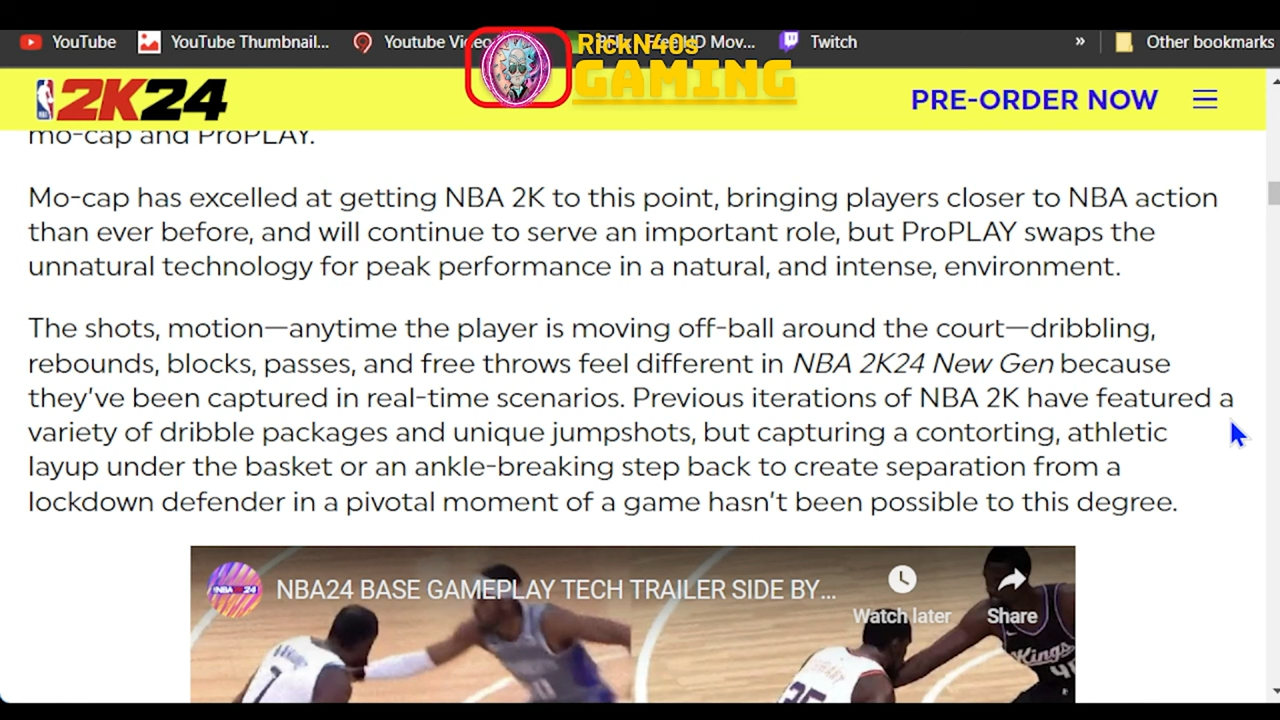 YouTube YouTube Thumbnail... Youtube Vide Free HD Mov... Twitch » Other bookmarks
RickN40s
GAMING
2K24 PRE-ORDER NOW
mo-cap and ProPLAY.
Mo-cap has excelled at getting NBA 2K to this point, bringing players closer to NBA action
than ever before, and will continue to serve an important role, but ProPLAY swaps the
unnatural technology for peak performance in a natural, and intense, environment.
The shots, motion—anytime the player is moving off-ball around the court—dribbling,
rebounds, blocks, passes, and free throws feel different in NBA 2K24 New Gen because
they've been captured in real-time scenarios. Previous iterations of NBA 2K have featured a
variety of dribble packages and unique jumpshots, but capturing a contorting, athletic
layup under the basket or an ankle-breaking step back to create separation from a
lockdown defender in a pivotal moment of a game hasn't been possible to this degree.
NBA24 BASE GAMEPLAY TECH TRAILER SIDE BY...
Watch later Share
Kings
7
35